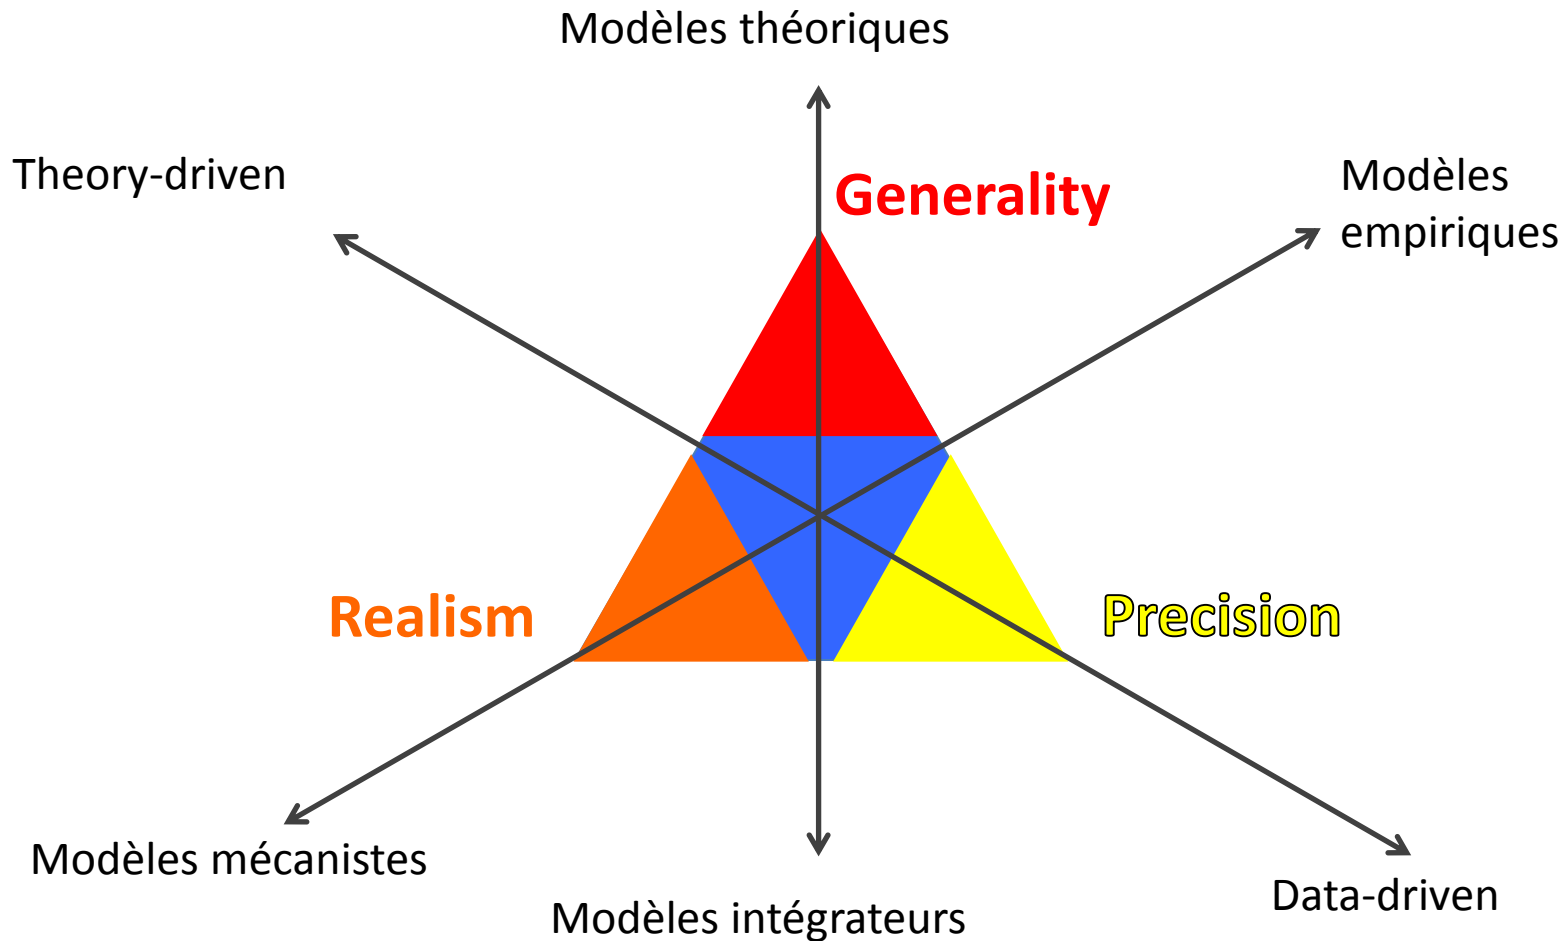 Modèles théoriques
Theory-driven
Generality
Modèles
empiriques
Realism
Precision
Modèles mécanistes
Modèles intégrateurs
Data-driven